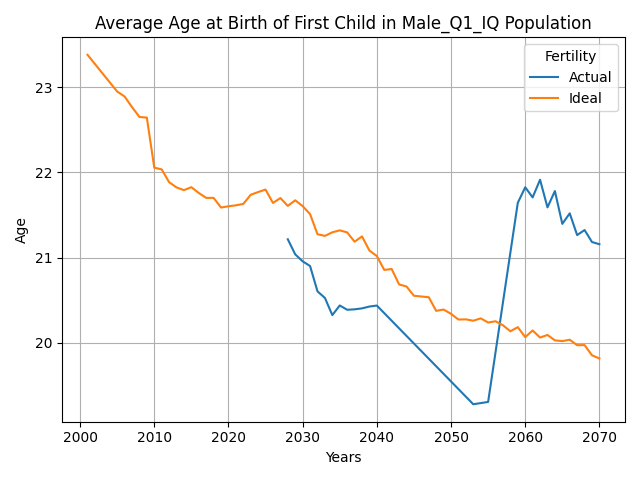 Average Age at Birth of First Child in Male_Q1_IQ Population
Fertility
Actual
Ideal
Age
23
22
21
20
2000 2010 2020 2030 2040 2050 2060 2070
Years